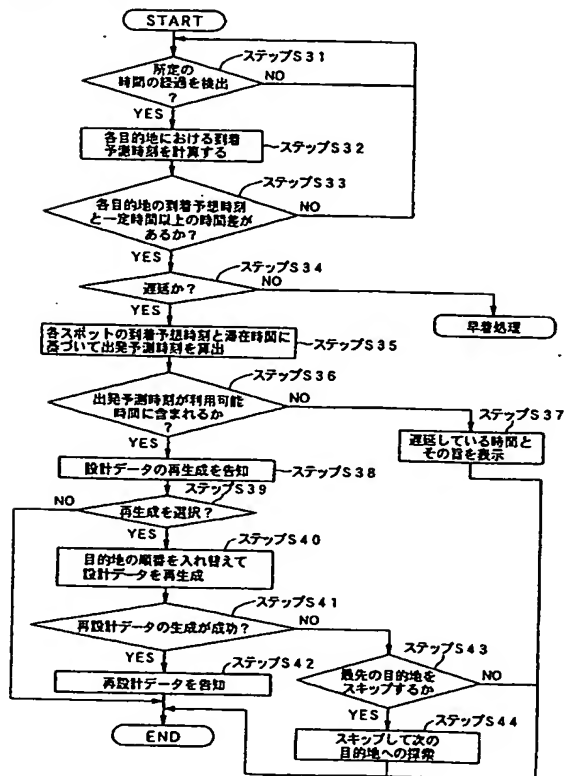 START
ステップS31
所定の
時間の経過を検出
?
NO
YES
各目的地における到着
予測時刻を計算する
ステップS32
ステップS33
各目的地の到着予想時刻
と一定時間以上の時間差が
あるか?
NO
YES
ステップS34
遅延か?
NO
YES
早着処理
各スポットの到着予想時刻と滞在時間に
基づいて出発予測時刻を算出
ステップS35
ステップS36
出発予測時刻が利用可能
時間に含まれるか
?
NO
YES
ステップS37
遅延している時間と
その旨を表示
設計データの再生成を告知
ステップS38
ステップS39
再生成を選択?
NO
YES
ステップS40
目的地の順番を入れ替えて
設計データを再生成
ステップS41
再設計データの生成が成功?
NO
YES
ステップS42
再設計データを告知
ステップS43
最先の目的地を
スキップするか
NO
YES
ステップS44
スキップして次の
目的地への探索
END